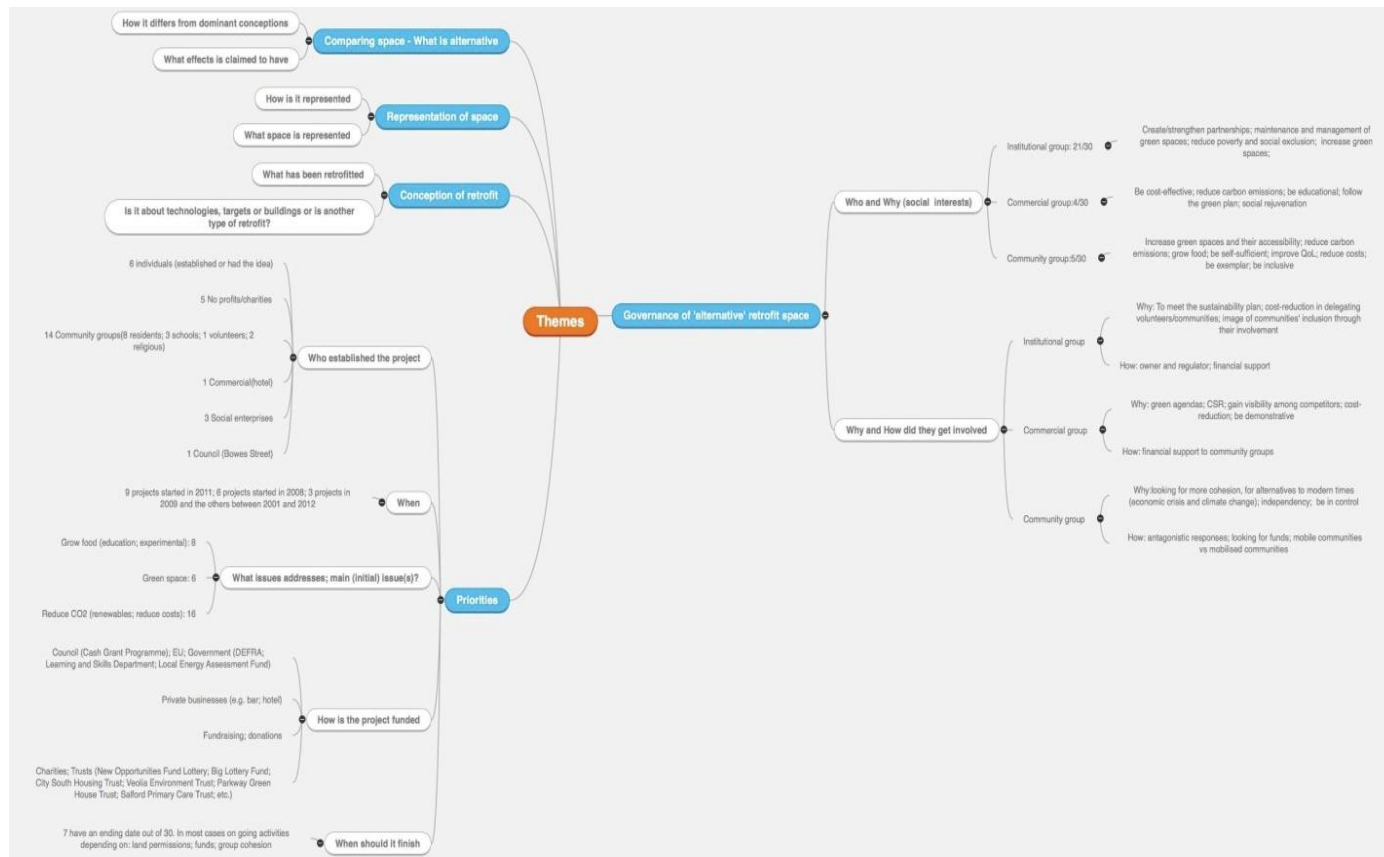 How it differs from dominant conceptions
Comparing space - What is alternative
What effects is claimed to have
How is it represented
Representation of space
What space is represented
What has been retrofitted
Conception of retrofit
Is it about technologies, targets or buildings or is another
type of retrofit?
6 individuals (established or had the idea)
5 No profits/charities
14 Community groups(8 residents; 3 schools; 1 volunteers; 2
religious)
Who established the project
1 Commercial(hotel)
3 Social enterprises
1 Council (Bowes Street)
9 projects started in 2011; 6 projects started in 2008; 3 projects in
2009 and the others between 2001 and 2012
When
Grow food (education; experimental): 8
Green space: 6
What issues addresses; main (initial) issue(s)?
Reduce CO2 (renewables; reduce costs): 16
Priorities
Council (Cash Grant Programme); EU; Government (DEFRA;
Learning and Skills Department; Local Energy Assessment Fund)
Private businesses (e.g. bar; hotel)
How is the project funded
Fundraising; donations
Charities; Trusts (New Opportunities Fund Lottery; Big Lottery Fund;
City South Housing Trust; Veolia Environment Trust; Parkway Green
House Trust; Salford Primary Care Trust; etc.)
7 have an ending date out of 30. In most cases on going activities
depending on: land permissions; funds; group cohesion
When should it finish
Themes
Governance of 'alternative' retrofit space
Who and Why (social interests)
Institutional group: 21/30
Create/strengthen partnerships; maintenance and management of
green spaces; reduce poverty and social exclusion; increase green
spaces;
Commercial group:4/30
Be cost-effective; reduce carbon emissions; be educational; follow
the green plan; social rejuvenation
Community group:5/30
Increase green spaces and their accessibility; reduce carbon
emissions; grow food; be self-sufficient; improve QoL; reduce costs;
be exemplar; be inclusive
Why and How did they get involved
Institutional group
Why: To meet the sustainability plan; cost-reduction in delegating
volunteers/communities; image of communities' inclusion through
their involvement
How: owner and regulator; financial support
Commercial group
Why: green agendas; CSR; gain visibility among competitors; cost-
reduction; be demonstrative
How: financial support to community groups
Community group
Why:looking for more cohesion, for alternatives to modern times
(economic crisis and climate change); independency; be in control
How: antagonistic responses; looking for funds; mobile communities
vs mobilised communities